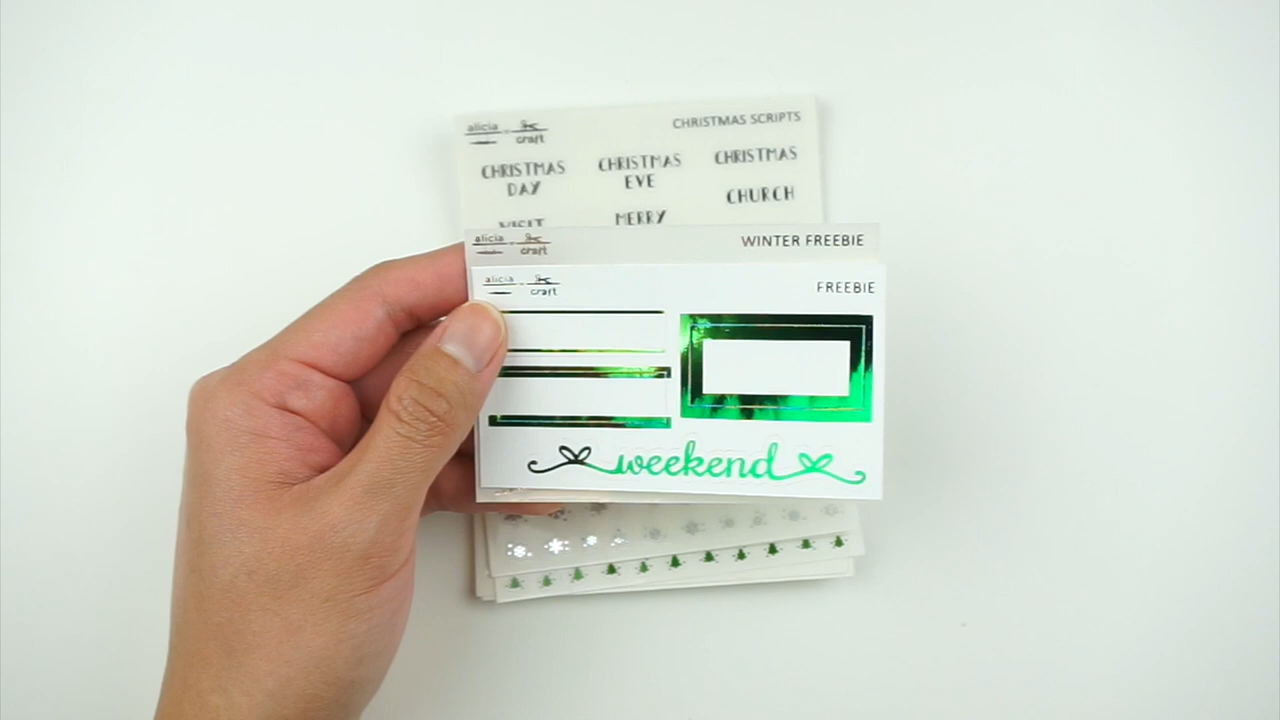 alicia craft
CHRISTMAS SCRIPTS
CHRISTMAS DAY
CHRISTMAS EVE
CHRISTMAS
CHURCH
VISIT
MERRY
alicia craft
WINTER FREEBIE
alicia craft
FREEBIE
weekend